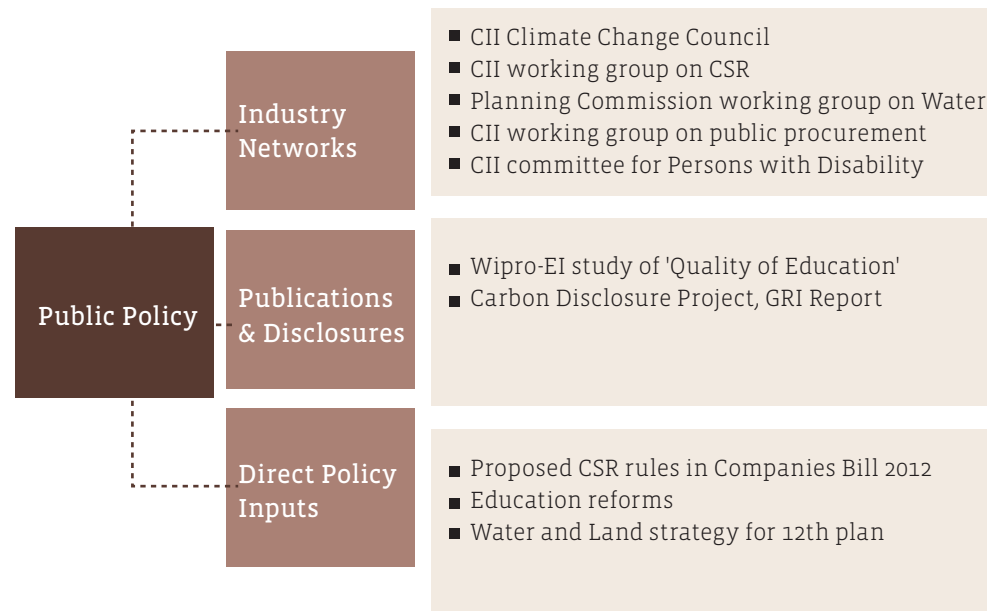 Public Policy
Industry
Networks
■ CII Climate Change Council
■ CII working group on CSR
■ Planning Commission working group on Water
■ CII working group on public procurement
■ CII committee for Persons with Disability
Publications
& Disclosures
■ Wipro-EI study of 'Quality of Education'
■ Carbon Disclosure Project, GRI Report
Direct Policy
Inputs
■ Proposed CSR rules in Companies Bill 2012
■ Education reforms
■ Water and Land strategy for 12th plan